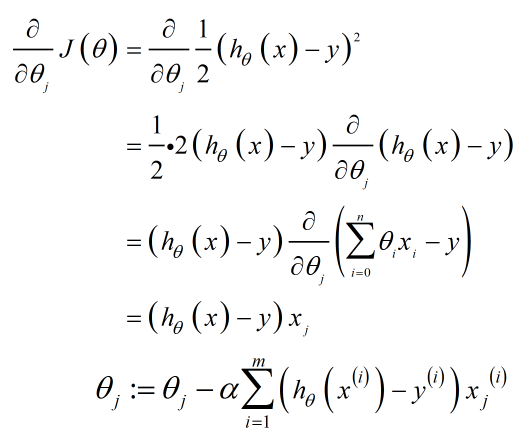 ∂/∂θ_j J(θ) = ∂/∂θ_j 1/2 (h_θ(x) − y)²
= 1/2 • 2(h_θ(x) − y) ∂/∂θ_j (h_θ(x) − y)
= (h_θ(x) − y) ∂/∂θ_j (∑_{i=0}^{n} θ_i x_i − y)
= (h_θ(x) − y) x_j
θ_j := θ_j − α ∑_{i=1}^{m} (h_θ(x^(i)) − y^(i)) x_j^(i)